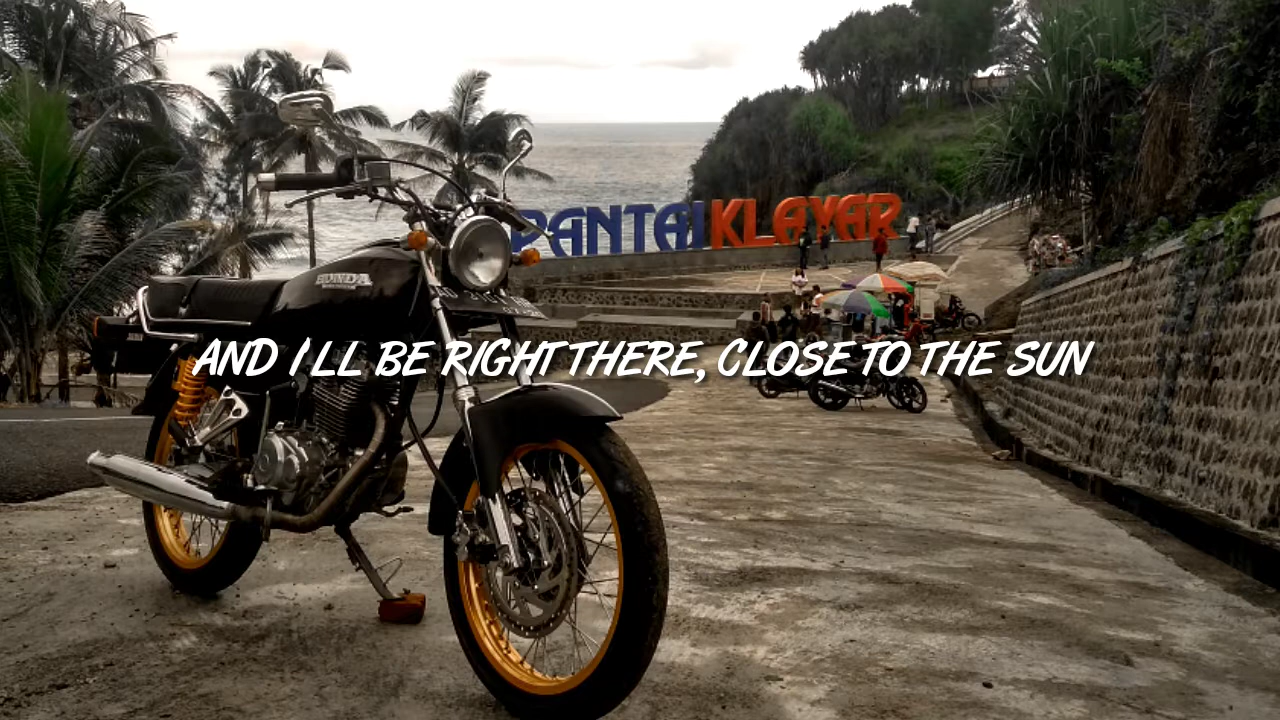 PANTAI KLAYAR
HONDA
AND I'LL BE RIGHT THERE, CLOSE TO THE SUN